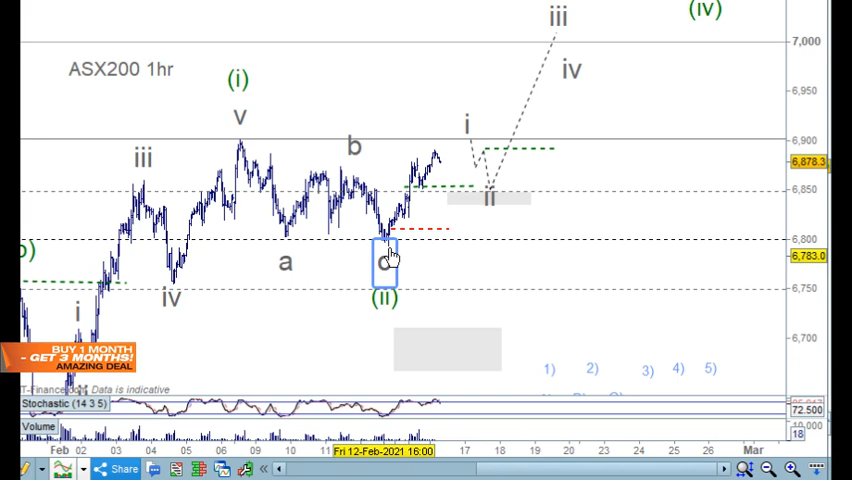 iii
(iv)
7,000
ASX200 1hr
iv
(i)
6,950
v
i
b
6,900
iii
6,878.3
6,850
ii
6,800
a
c
6,783.0
iv
(ii)
6,750
i
6,700
BUY 1 MONTH
- GET 3 MONTHS!
AMAZING DEAL
1) 2) 3) 4) 5)
T-Finance.com Data is indicative
Stochastic (14 3 5)
72.500
Volume
18
Feb 02 03 04 05 08 09 10 11 Fri 12-Feb-2021 16:00 17 18 19 22 23 24 25 26 Mar
Share